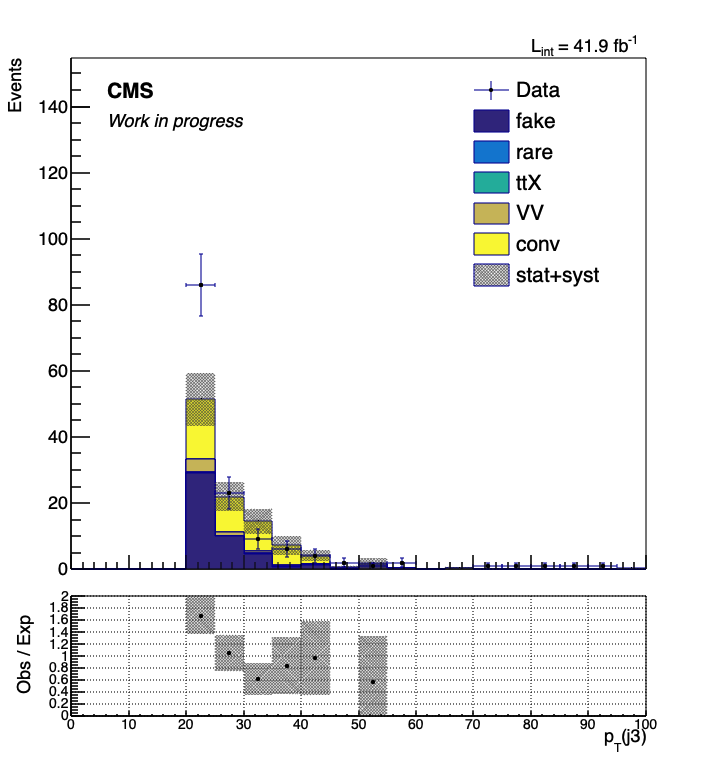 L_int = 41.9 fb^-1
Events
CMS
Work in progress
Data
fake
rare
ttX
VV
conv
stat+syst
140
120
100
80
60
40
20
0
Obs / Exp
2
1.8
1.6
1.4
1.2
1
0.8
0.6
0.4
0.2
0
0 10 20 30 40 50 60 70 80 90 100
p_T(j3)